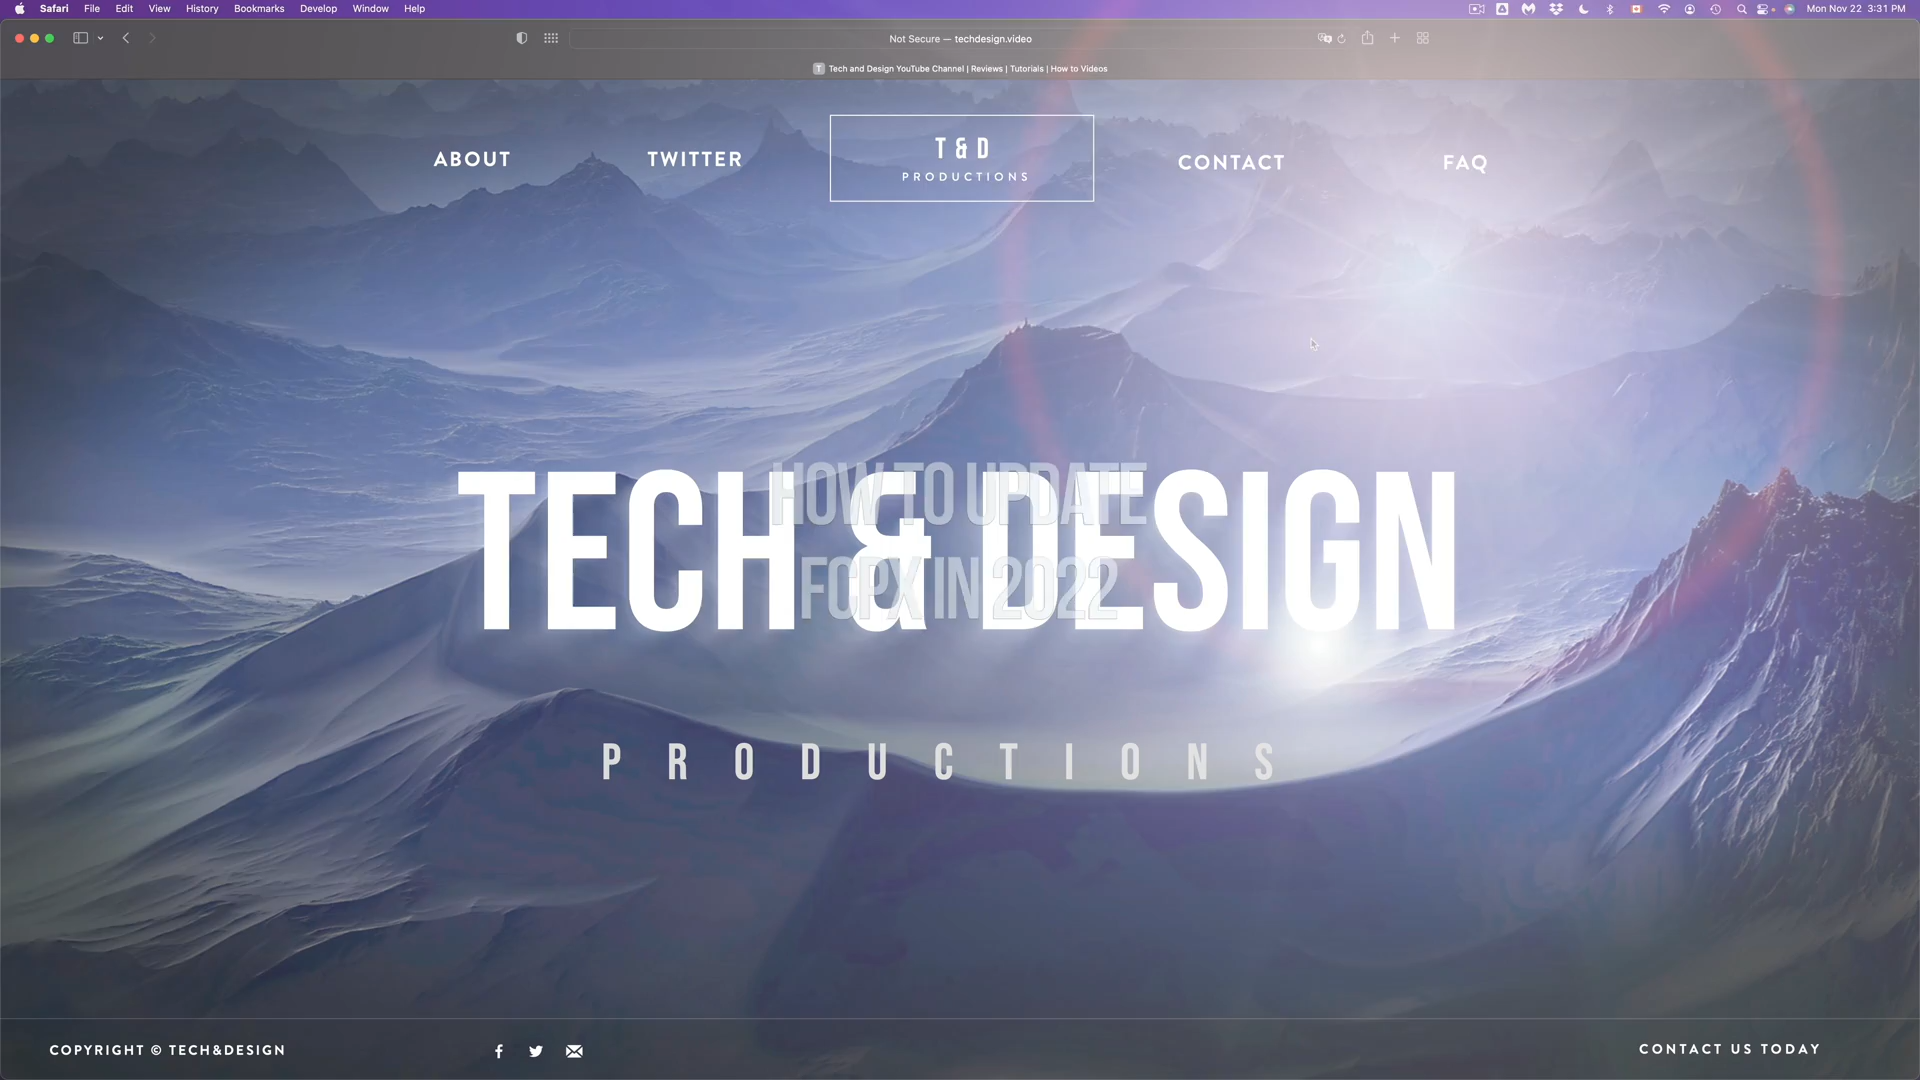 Safari File Edit View History Bookmarks Develop Window Help
Mon Nov 22 3:31 PM
Not Secure — techdesign.video
T Tech and Design YouTube Channel | Reviews | Tutorials | How to Videos
ABOUT
TWITTER
T & D
PRODUCTIONS
CONTACT
FAQ
HOW TO UPDATE
TECH & DESIGN
FCPX IN 2022
PRODUCTIONS
COPYRIGHT © TECH&DESIGN
CONTACT US TODAY